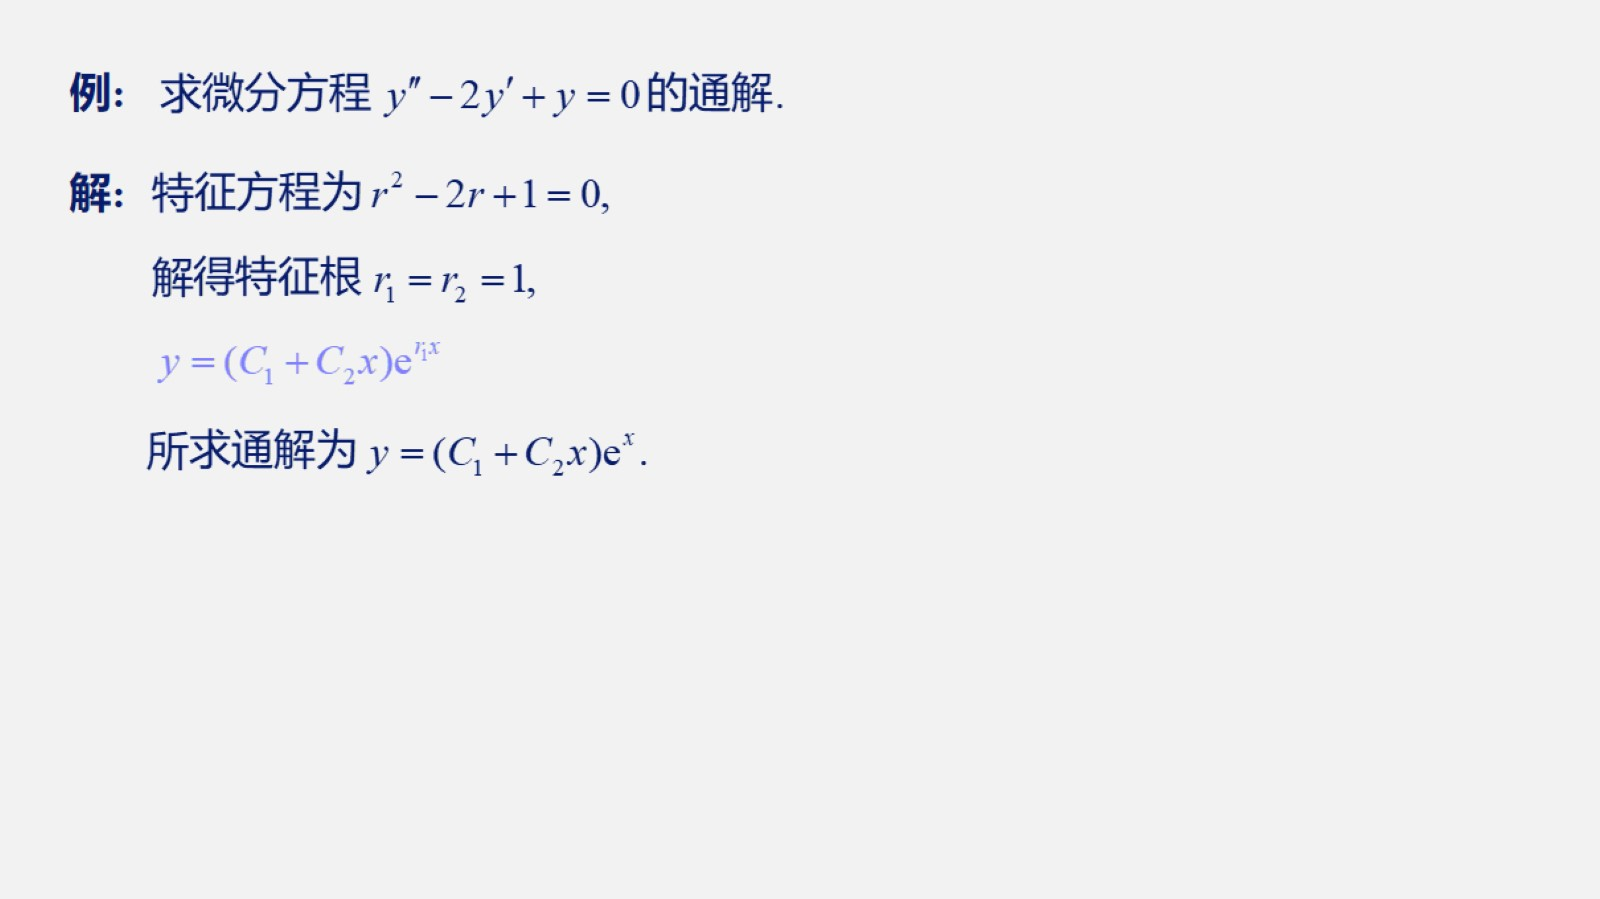 例: 求微分方程 y″ − 2y′ + y = 0 的通解.
解: 特征方程为 r² − 2r + 1 = 0,
解得特征根 r₁ = r₂ = 1,
y = (C₁ + C₂x)e^{r₁x}
所求通解为 y = (C₁ + C₂x)eˣ.